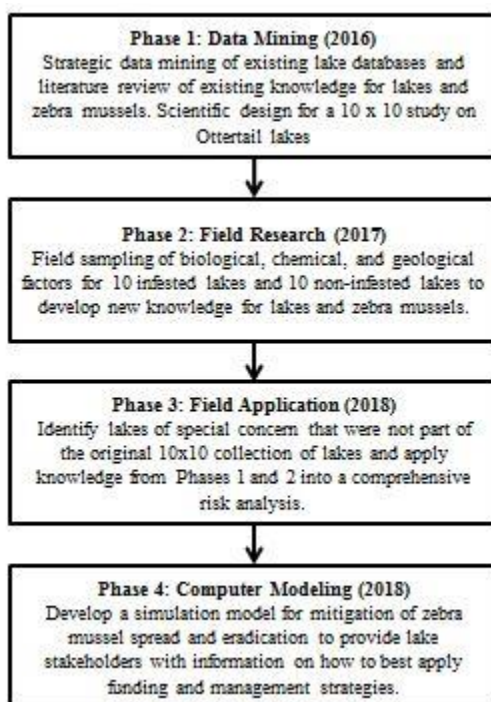 Phase 1: Data Mining (2016)
Strategic data mining of existing lake databases and
literature review of existing knowledge for lakes and
zebra mussels. Scientific design for a 10 x 10 study on
Ottertail lakes
Phase 2: Field Research (2017)
Field sampling of biological, chemical, and geological
factors for 10 infested lakes and 10 non-infested lakes to
develop new knowledge for lakes and zebra mussels.
Phase 3: Field Application (2018)
Identify lakes of special concern that were not part of
the original 10x10 collection of lakes and apply
knowledge from Phases 1 and 2 into a comprehensive
risk analysis.
Phase 4: Computer Modeling (2018)
Develop a simulation model for mitigation of zebra
mussel spread and eradication to provide lake
stakeholders with information on how to best apply
funding and management strategies.